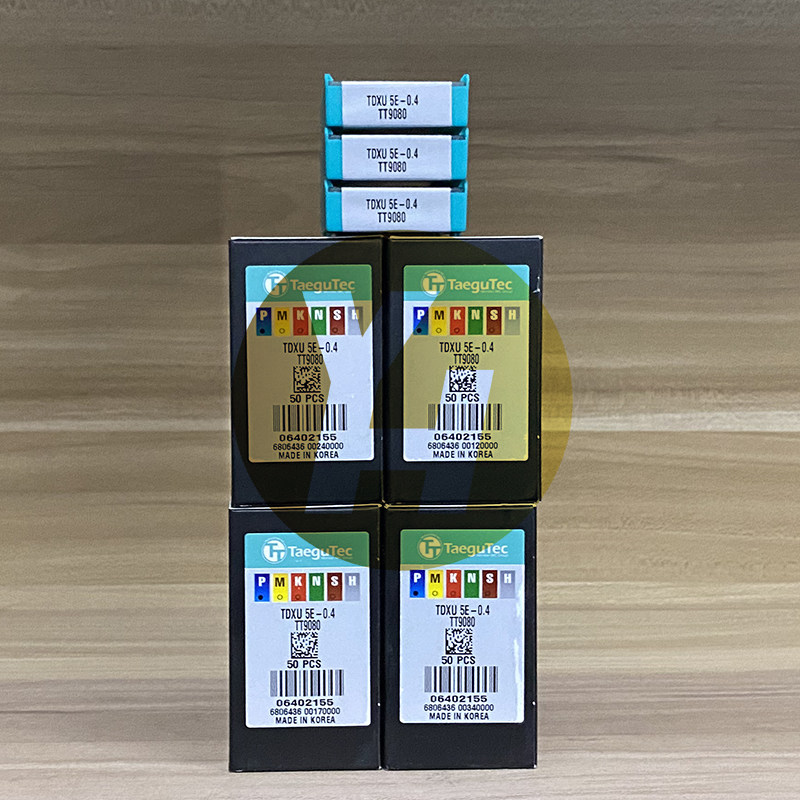 TDXU 5E-0.4
TT9080
TDXU 5E-0.4
TT9080
TDXU 5E-0.4
TT9080
TaeguTec
P M K N S H
TDXU 5E-0.4
TT9080
50 PCS
06402155
6806436 00240000
MADE IN KOREA
TaeguTec
P M K N S H
TDXU 5E-0.4
TT9080
50 PCS
06402155
6806436 00120000
MADE IN KOREA
TaeguTec
P M K N S H
TDXU 5E-0.4
TT9080
50 PCS
06402155
6806436 00170000
MADE IN KOREA
TaeguTec
P M K N S H
TDXU 5E-0.4
TT9080
50 PCS
06402155
6806436 00340000
MADE IN KOREA